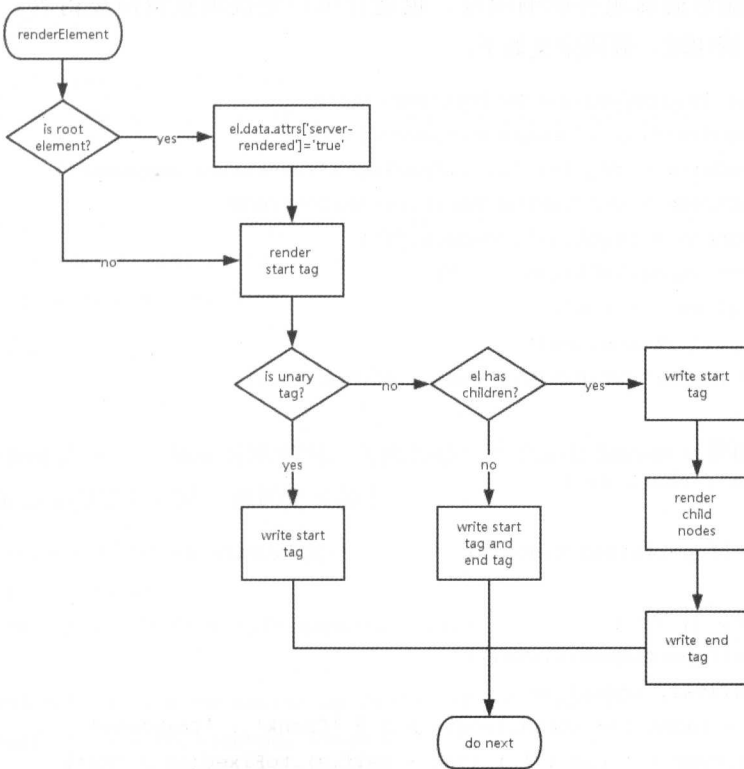 renderElement
is root
element?
yes
el.data.attrs['server-
rendered']='true'
no
render
start tag
is unary
tag?
no
el has
children?
yes
write start
tag
yes
no
write start
tag
write start
tag and
end tag
render
child
nodes
write end
tag
do next